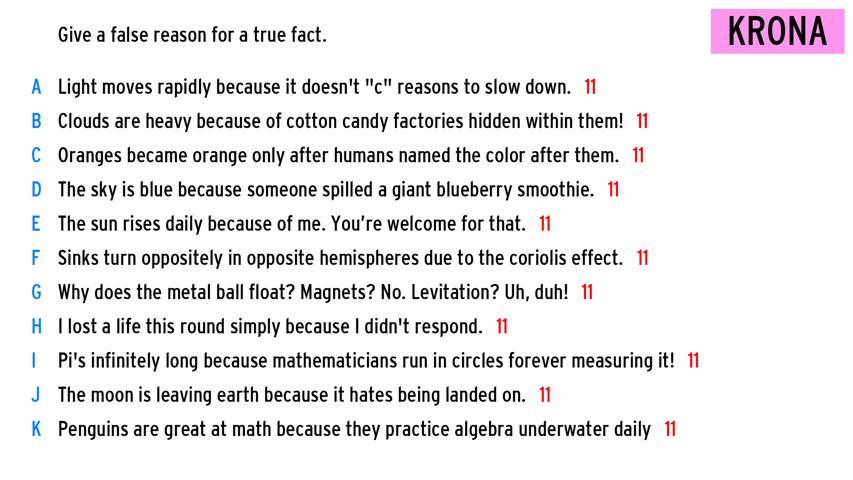 Give a false reason for a true fact.
KRONA
A Light moves rapidly because it doesn't "c" reasons to slow down. 11
B Clouds are heavy because of cotton candy factories hidden within them! 11
C Oranges became orange only after humans named the color after them. 11
D The sky is blue because someone spilled a giant blueberry smoothie. 11
E The sun rises daily because of me. You’re welcome for that. 11
F Sinks turn oppositely in opposite hemispheres due to the coriolis effect. 11
G Why does the metal ball float? Magnets? No. Levitation? Uh, duh! 11
H I lost a life this round simply because I didn't respond. 11
I Pi's infinitely long because mathematicians run in circles forever measuring it! 11
J The moon is leaving earth because it hates being landed on. 11
K Penguins are great at math because they practice algebra underwater daily 11